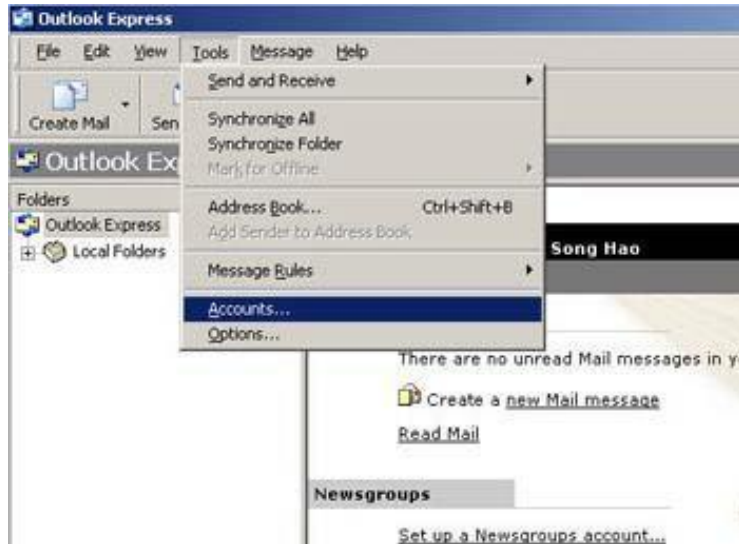 Outlook Express
File Edit View Tools Message Help
Create Mail Sen
Outlook Ex
Send and Receive
Synchronize All
Synchronize Folder
Mark for Offline
Address Book... Ctrl+Shift+B
Add Sender to Address Book
Message Rules
Accounts...
Options...
Folders
Outlook Express
Local Folders
Song Hao
There are no unread Mail messages in y
Create a new Mail message
Read Mail
Newsgroups
Set up a Newsgroups account...